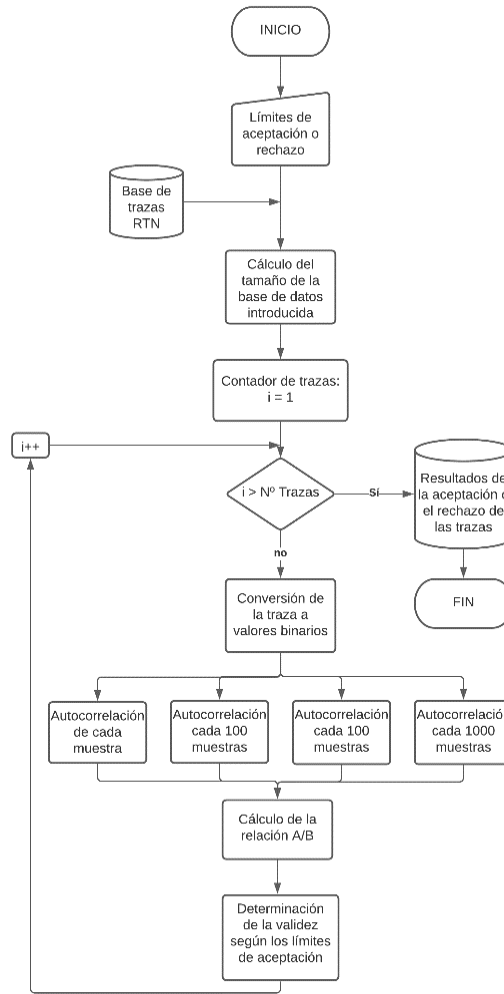 INICIO
Límites de
aceptación o
rechazo
Base de
trazas
RTN
Cálculo del
tamaño de la
base de datos
introducida
Contador de trazas:
i = 1
i++
i > Nº Trazas
Sí
Resultados de
la aceptación o
el rechazo de
las trazas
no
FIN
Conversión de
la traza a
valores binarios
Autocorrelación
de cada
muestra
Autocorrelación
cada 100
muestras
Autocorrelación
cada 100
muestras
Autocorrelació
cada 1000
muestras
Cálculo de la
relación A/B
Determinación
de la validez
según los límites
de aceptación